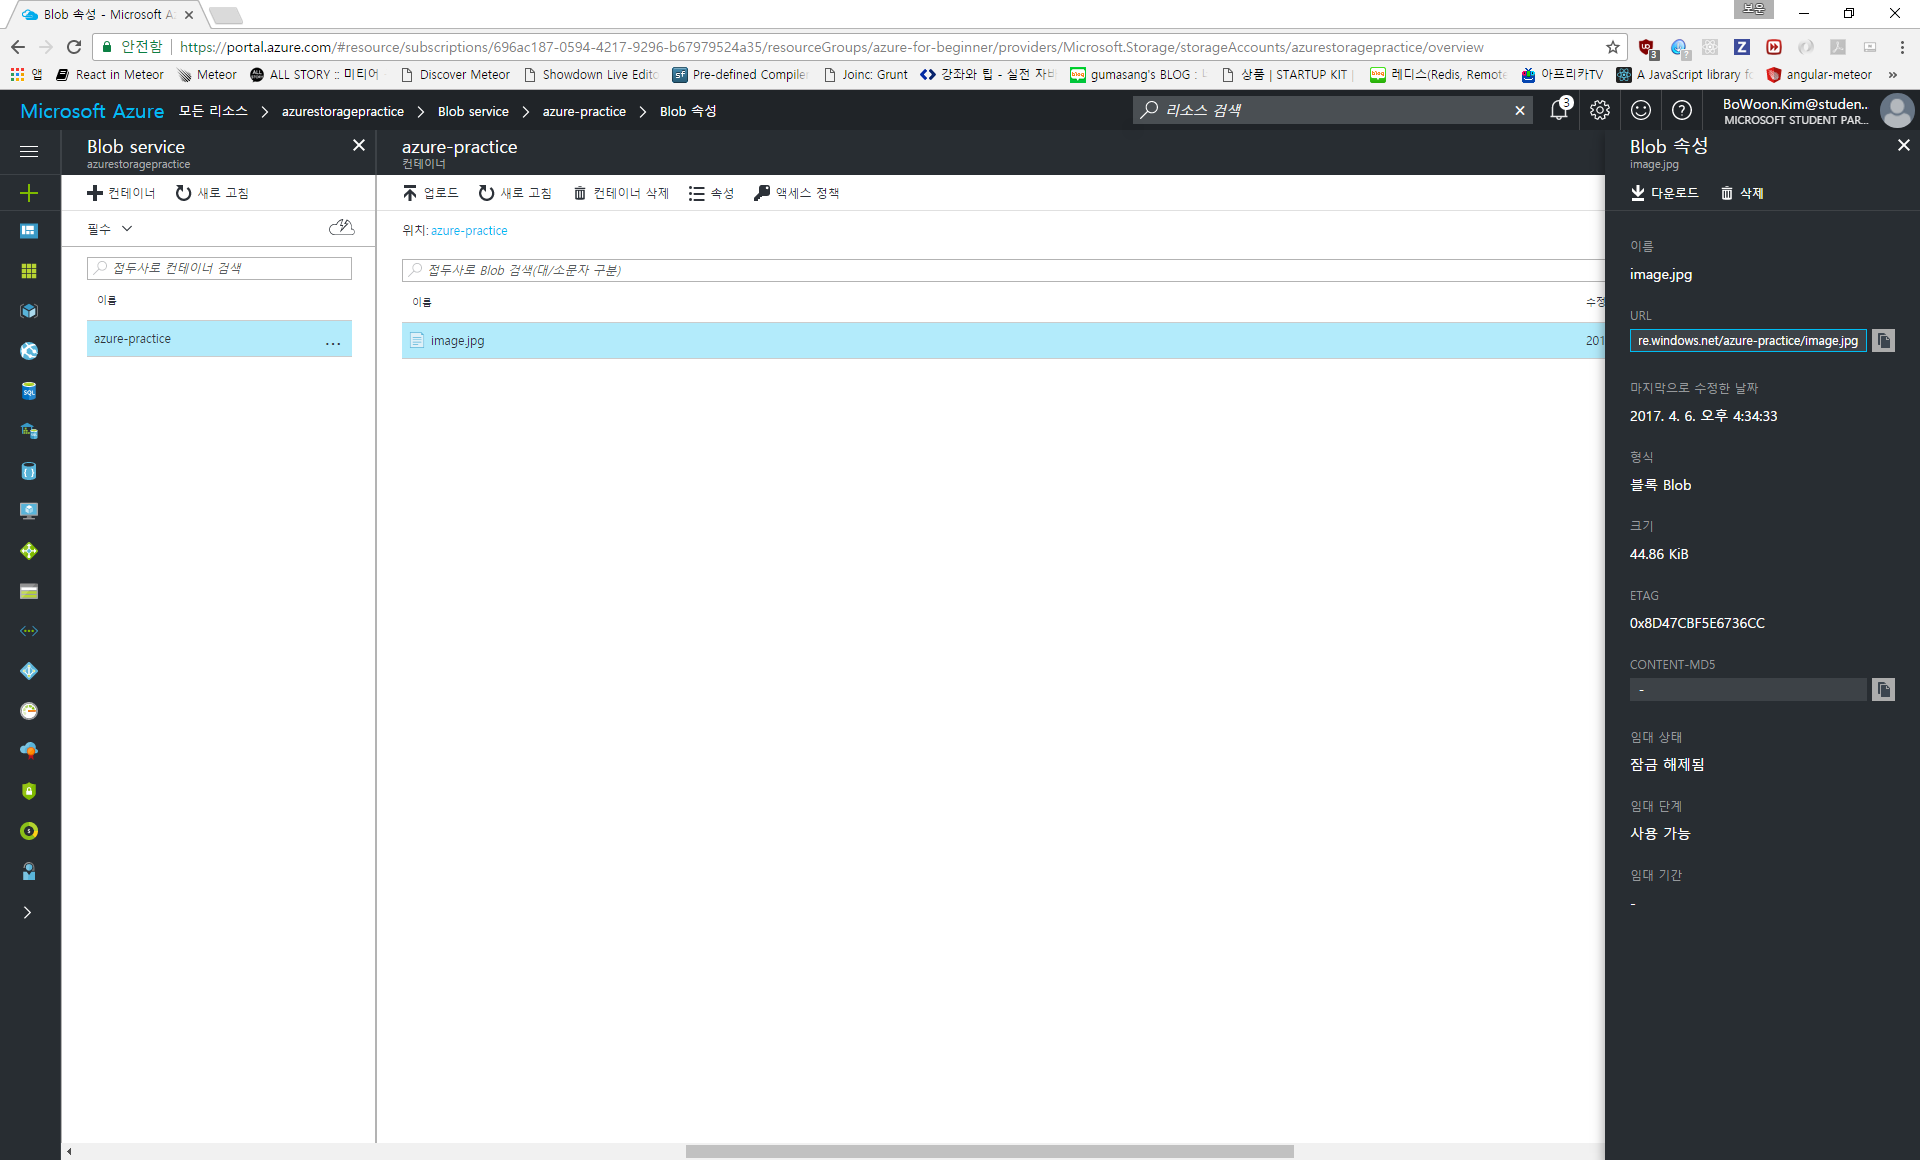 Blob 속성 - Microsoft Az
보운
안전함
https://portal.azure.com/#resource/subscriptions/696ac187-0594-4217-9296-b67979524a35/resourceGroups/azure-for-beginner/providers/Microsoft.Storage/storageAccounts/azurestoragepractice/overview
앱
React in Meteor
Meteor
ALL STORY :: 미티어
Discover Meteor
Showdown Live Edito
Pre-defined Compiler
Joinc: Grunt
강좌와 팁 - 실전 자바
gumasang's BLOG :
상품 | STARTUP KIT |
레디스(Redis, Remote
아프리카TV
A JavaScript library fo
angular-meteor
Microsoft Azure
모든 리소스
azurestoragepractice
Blob service
azure-practice
Blob 속성
리소스 검색
3
BoWoon.Kim@studen..
MICROSOFT STUDENT PAR...
Blob service
azurestoragepractice
컨테이너
새로 고침
필수
접두사로 컨테이너 검색
이름
azure-practice
...
azure-practice
컨테이너
업로드
새로 고침
컨테이너 삭제
속성
액세스 정책
위치: azure-practice
접두사로 Blob 검색(대/소문자 구분)
이름
수정
image.jpg
201
Blob 속성
image.jpg
다운로드
삭제
이름
image.jpg
URL
re.windows.net/azure-practice/image.jpg
마지막으로 수정한 날짜
2017. 4. 6. 오후 4:34:33
형식
블록 Blob
크기
44.86 KiB
ETAG
0x8D47CBF5E6736CC
CONTENT-MD5
-
임대 상태
잠금 해제됨
임대 단계
사용 가능
임대 기간
-